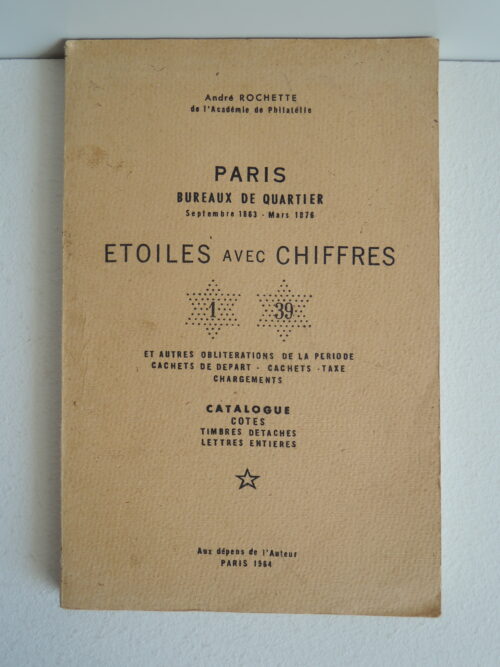 André ROCHETTE
de l'Académie de Philatélie
PARIS
BUREAUX DE QUARTIER
Septembre 1863 - Mars 1876
ETOILES AVEC CHIFFRES
1 39
ET AUTRES OBLITERATIONS DE LA PERIODE
CACHETS DE DEPART - CACHETS -TAXE
CHARGEMENTS
CATALOGUE
COTES
TIMBRES DETACHES
LETTRES ENTIERES
Aux dépens de l'Auteur
PARIS 1964